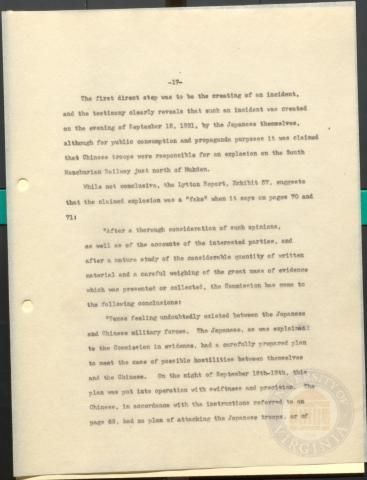 -17-
The first direct step was to be the creating of an incident,
and the testimony clearly reveals that such an incident was created
on the evening of September 18, 1931, by the Japanese themselves,
although for public consumption and propaganda purposes it was claimed
that Chinese troops were responsible for an explosion on the South
Manchurian Railway just north of Mukden.
While not conclusive, the Lytton Report, Exhibit 57, suggests
that the claimed explosion was a "fake" when it says on pages 70 and
71:
"After a thorough consideration of such opinions,
as well as of the accounts of the interested parties, and
after a mature study of the considerable quantity of written
material and a careful weighing of the great mass of evidence
which was presented or collected, the Commission has come to
the following conclusions:
"Tense feeling undoubtedly existed between the Japanese
and Chinese military forces. The Japanese, as was explained
to the Commission in evidence, had a carefully prepared plan
to meet the case of possible hostilities between themselves
and the Chinese. On the night of September 18th-19th, this
plan was put into operation with swiftness and precision. The
Chinese, in accordance with the instructions referred to on
page 69, had no plan of attacking the Japanese troops, or of
UNIVERSITY OF
VIRGINIA